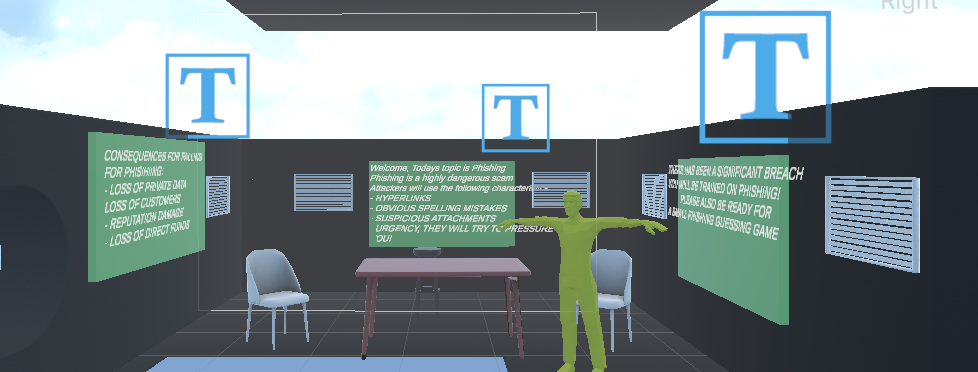 Right
T
T
T
CONSEQUENCES FOR FALLING
FOR PHISHING:
- LOSS OF PRIVATE DATA
LOSS OF CUSTOMERS
- REPUTATION DAMAGE
- LOSS OF DIRECT FUNDS
Welcome, Todays topic is Phishing
Phishing is a highly dangerous scam
Attackers will use the following
- HYPERLINKS
- OBVIOUS SPELLING MISTAKES
- SUSPICIOUS ATTACHMENTS
URGENCY, THEY WILL TRY TO PRESSURE
THERE HAS BEEN A SIGNIFICANT BREACH
YOU WILL BE TRAINED ON PHISHING!
PLEASE ALSO BE READY FOR
A SMALL PHISHING GUESSING GAME